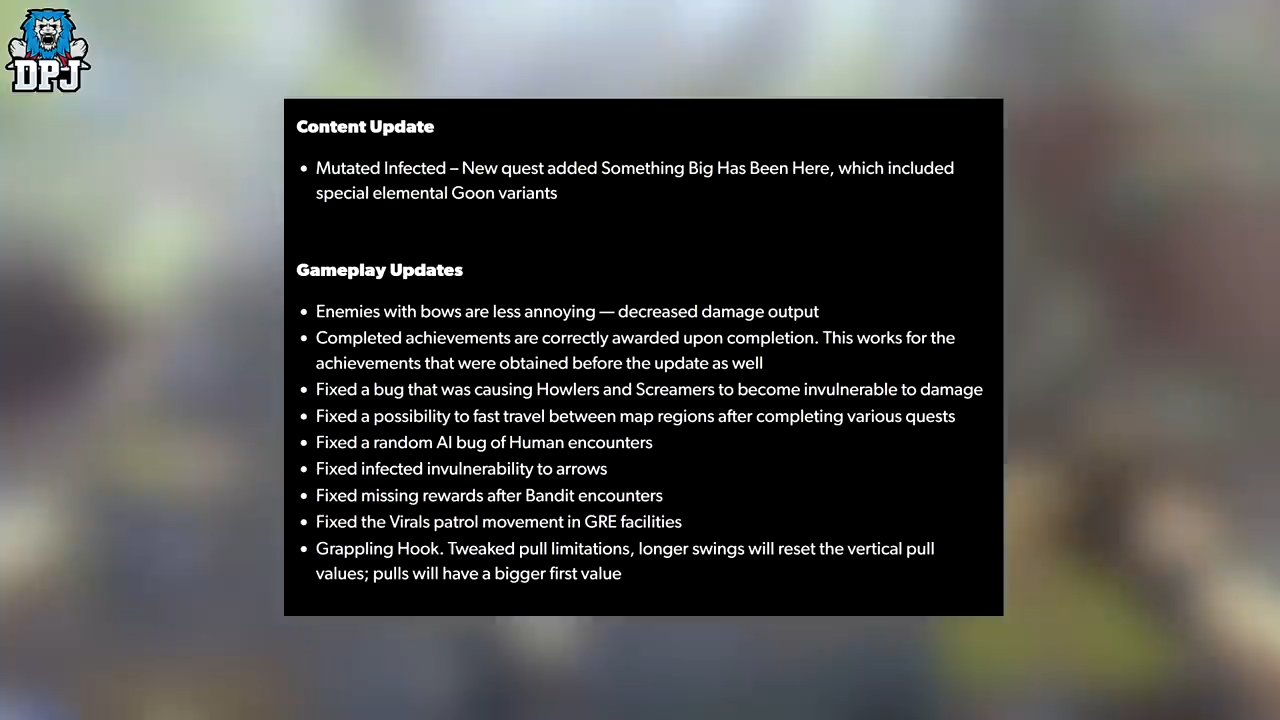 DPJ
Content Update
• Mutated Infected – New quest added Something Big Has Been Here, which included
special elemental Goon variants
Gameplay Updates
• Enemies with bows are less annoying — decreased damage output
• Completed achievements are correctly awarded upon completion. This works for the
achievements that were obtained before the update as well
• Fixed a bug that was causing Howlers and Screamers to become invulnerable to damage
• Fixed a possibility to fast travel between map regions after completing various quests
• Fixed a random AI bug of Human encounters
• Fixed infected invulnerability to arrows
• Fixed missing rewards after Bandit encounters
• Fixed the Virals patrol movement in GRE facilities
• Grappling Hook. Tweaked pull limitations, longer swings will reset the vertical pull
values; pulls will have a bigger first value